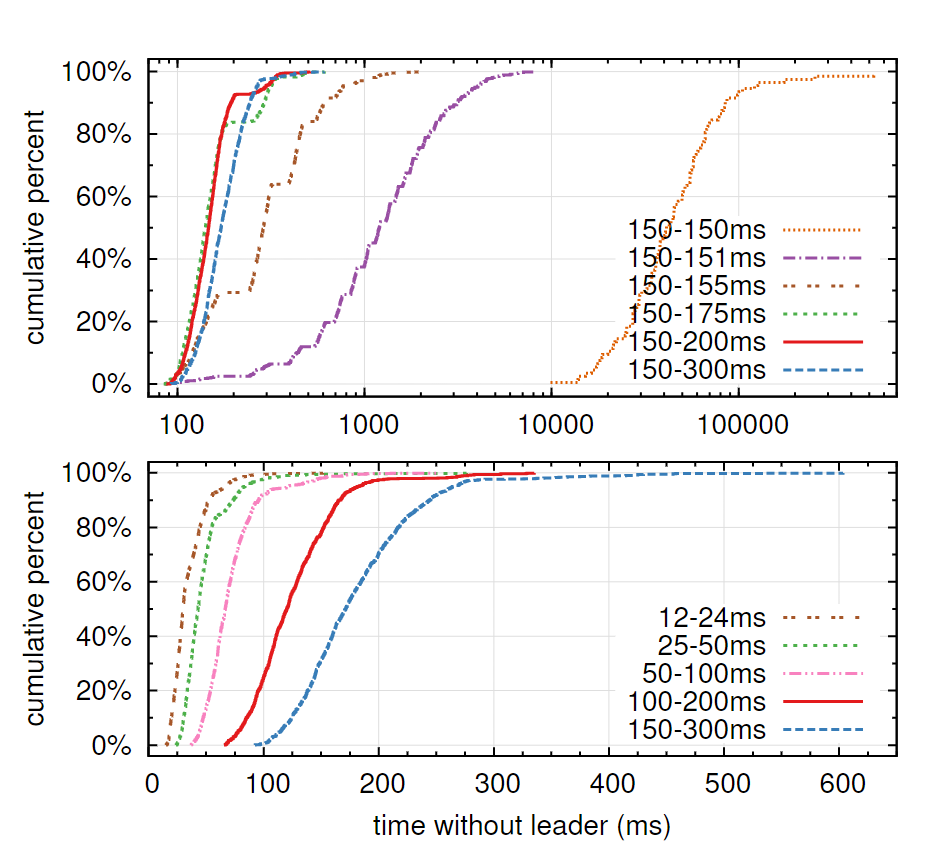 cumulative percent
100%
80%
60%
40%
20%
0%
150-150ms
150-151ms
150-155ms
150-175ms
150-200ms
150-300ms
100 1000 10000 100000
cumulative percent
100%
80%
60%
40%
20%
0%
12-24ms
25-50ms
50-100ms
100-200ms
150-300ms
0 100 200 300 400 500 600
time without leader (ms)